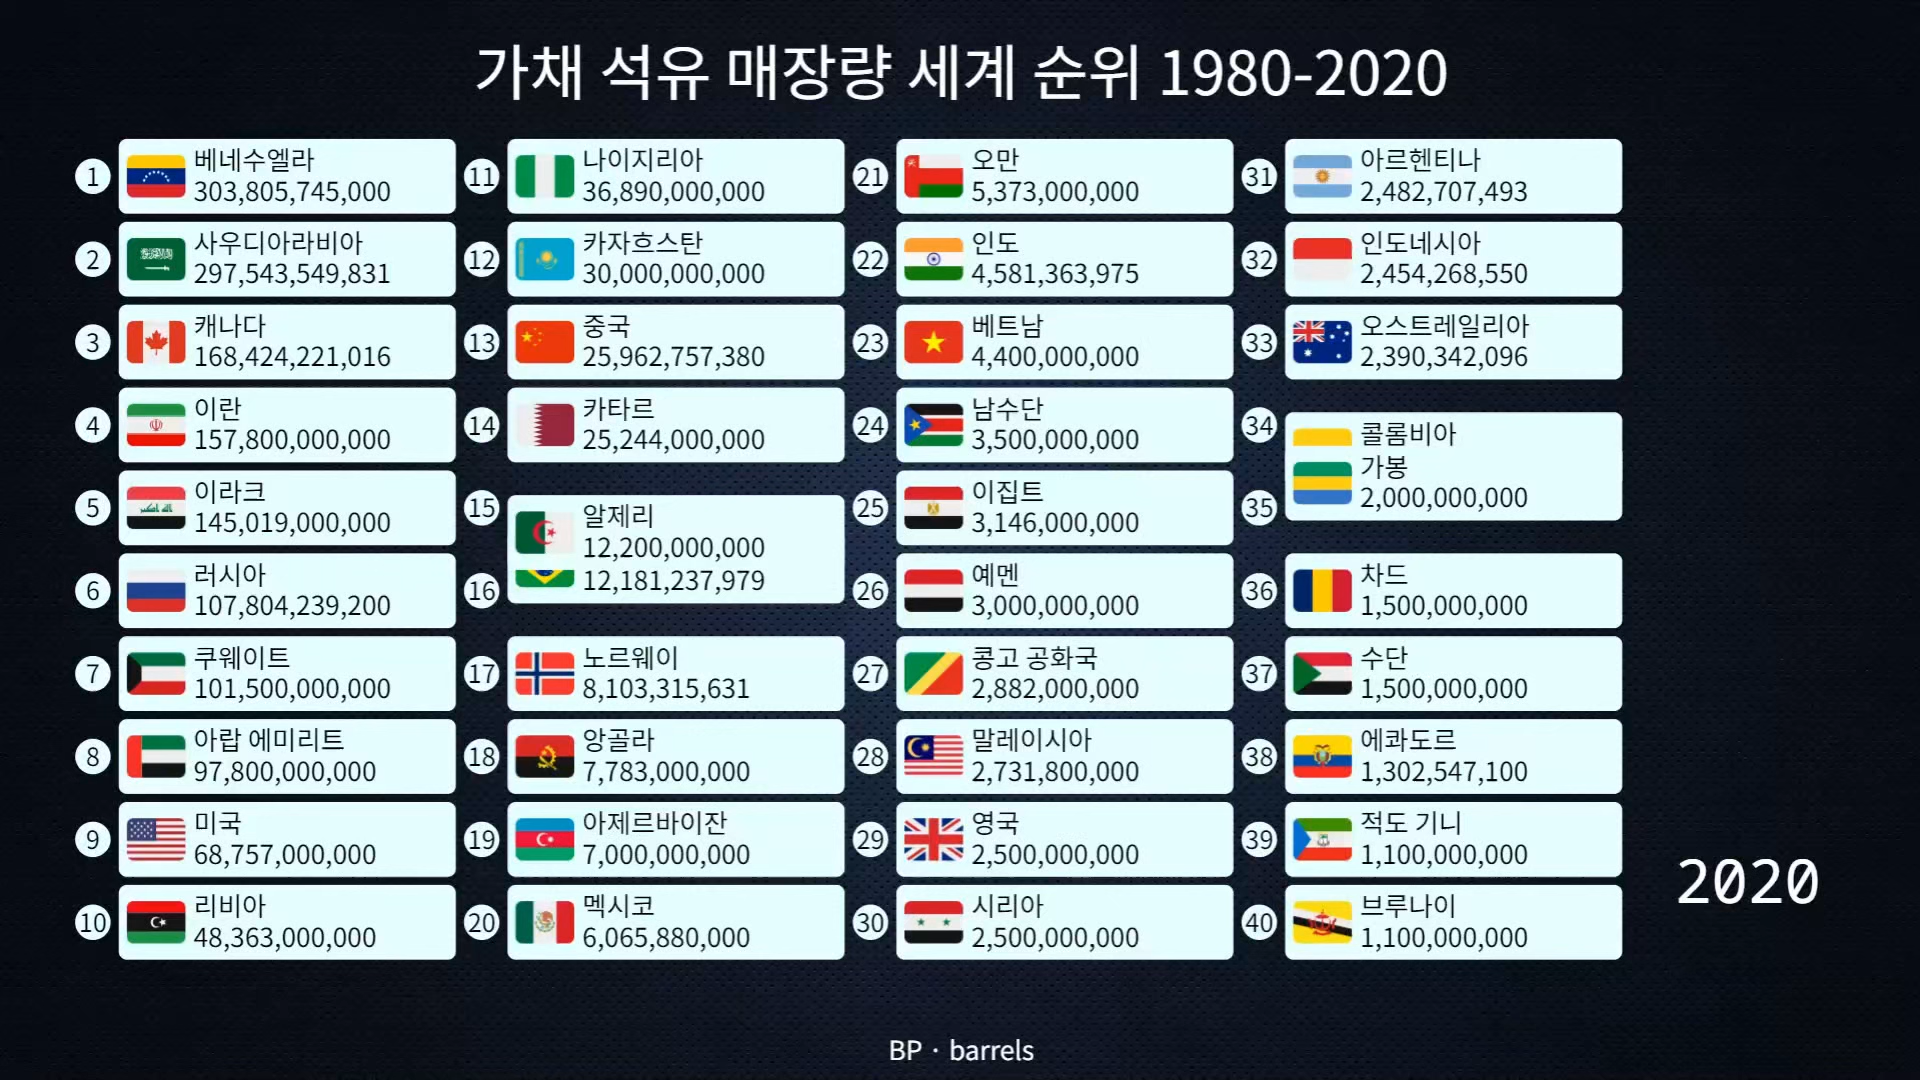 가채 석유 매장량 세계 순위 1980-2020
1
베네수엘라
303,805,745,000
2
사우디아라비아
297,543,549,831
3
캐나다
168,424,221,016
4
이란
157,800,000,000
5
이라크
145,019,000,000
6
러시아
107,804,239,200
7
쿠웨이트
101,500,000,000
8
아랍 에미리트
97,800,000,000
9
미국
68,757,000,000
10
리비아
48,363,000,000
11
나이지리아
36,890,000,000
12
카자흐스탄
30,000,000,000
13
중국
25,962,757,380
14
카타르
25,244,000,000
15
알제리
12,200,000,000
16
12,181,237,979
17
노르웨이
8,103,315,631
18
앙골라
7,783,000,000
19
아제르바이잔
7,000,000,000
20
멕시코
6,065,880,000
21
오만
5,373,000,000
22
인도
4,581,363,975
23
베트남
4,400,000,000
24
남수단
3,500,000,000
25
이집트
3,146,000,000
26
예멘
3,000,000,000
27
콩고 공화국
2,882,000,000
28
말레이시아
2,731,800,000
29
영국
2,500,000,000
30
시리아
2,500,000,000
31
아르헨티나
2,482,707,493
32
인도네시아
2,454,268,550
33
오스트레일리아
2,390,342,096
34
콜롬비아
35
가봉
2,000,000,000
36
차드
1,500,000,000
37
수단
1,500,000,000
38
에콰도르
1,302,547,100
39
적도 기니
1,100,000,000
40
브루나이
1,100,000,000
2020
BP · barrels